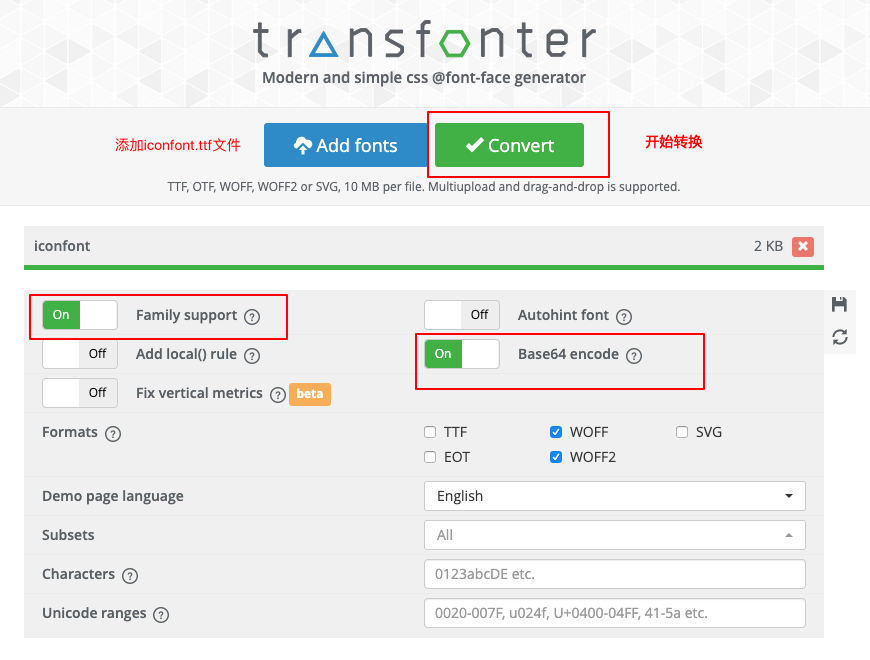 transfonter
Modern and simple css @font-face generator
添加iconfont.ttf文件
Add fonts
Convert
开始转换
TTF, OTF, WOFF, WOFF2 or SVG, 10 MB per file. Multiupload and drag-and-drop is supported.
iconfont 2 KB
On Family support ? Off Autohint font ?
Off Add local() rule ? On Base64 encode ?
Off Fix vertical metrics ? beta
Formats ? TTF WOFF SVG
EOT WOFF2
Demo page language English
Subsets All
Characters ? 0123abcDE etc.
Unicode ranges ? 0020-007F, u024f, U+0400-04FF, 41-5a etc.